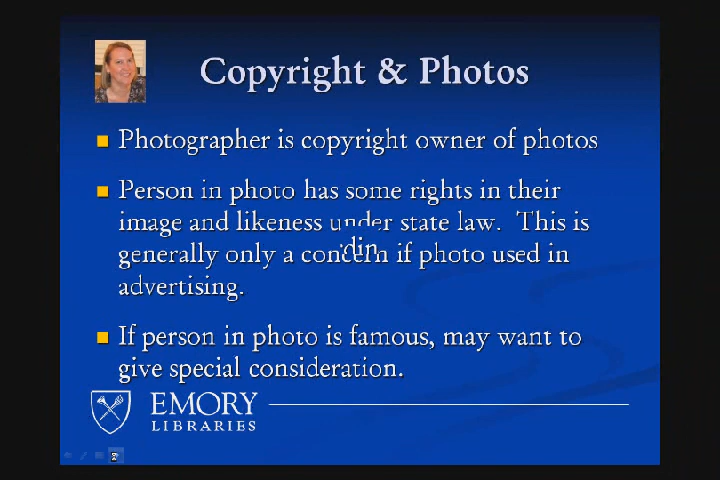 Copyright & Photos
Photographer is copyright owner of photos
Person in photo has some rights in their
image and likeness under state law. This is
generally only a concern if photo used in
advertising.
If person in photo is famous, may want to
give special consideration.
EMORY
LIBRARIES